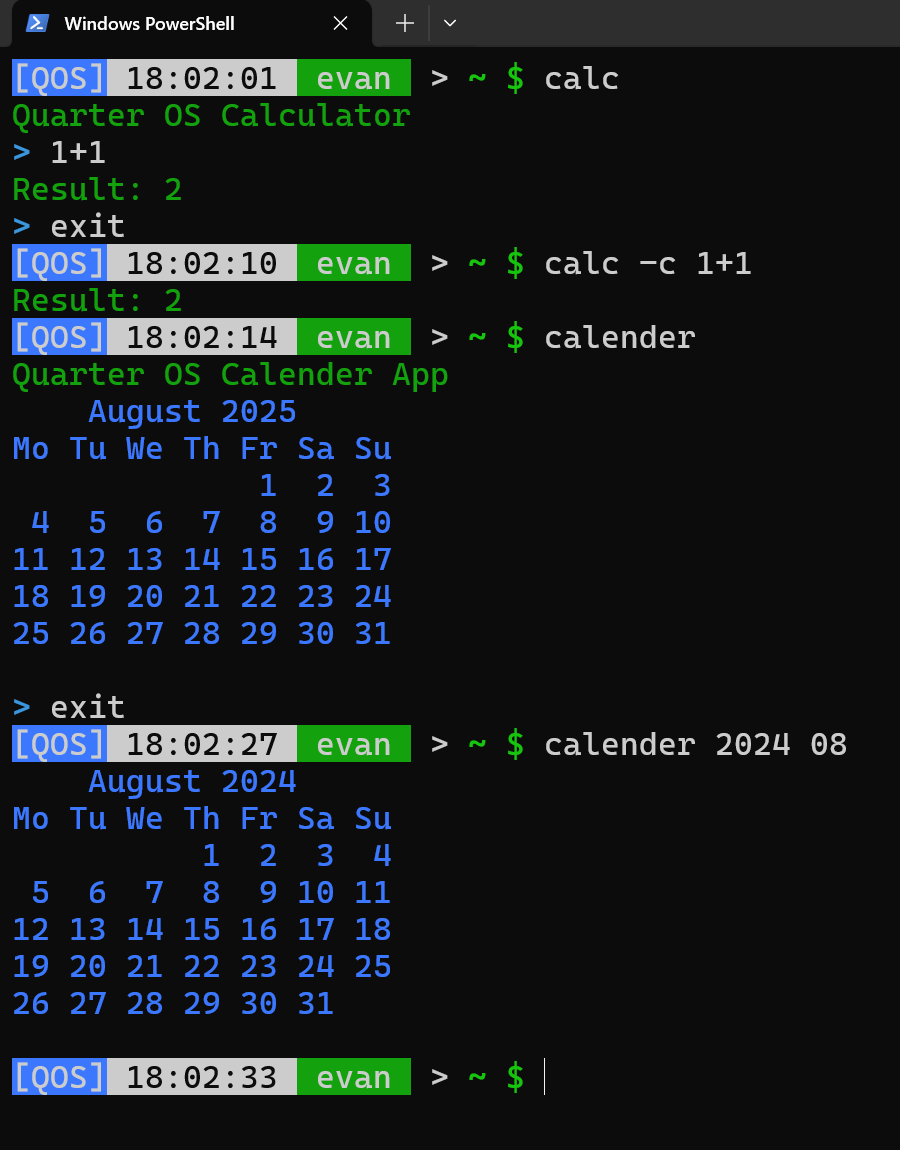 Windows PowerShell
[QOS] 18:02:01 evan > ~ $ calc
Quarter OS Calculator
> 1+1
Result: 2
> exit
[QOS] 18:02:10 evan > ~ $ calc -c 1+1
Result: 2
[QOS] 18:02:14 evan > ~ $ calender
Quarter OS Calender App
    August 2025
Mo Tu We Th Fr Sa Su
             1  2  3
 4  5  6  7  8  9 10
11 12 13 14 15 16 17
18 19 20 21 22 23 24
25 26 27 28 29 30 31
> exit
[QOS] 18:02:27 evan > ~ $ calender 2024 08
    August 2024
Mo Tu We Th Fr Sa Su
          1  2  3  4
 5  6  7  8  9 10 11
12 13 14 15 16 17 18
19 20 21 22 23 24 25
26 27 28 29 30 31
[QOS] 18:02:33 evan > ~ $